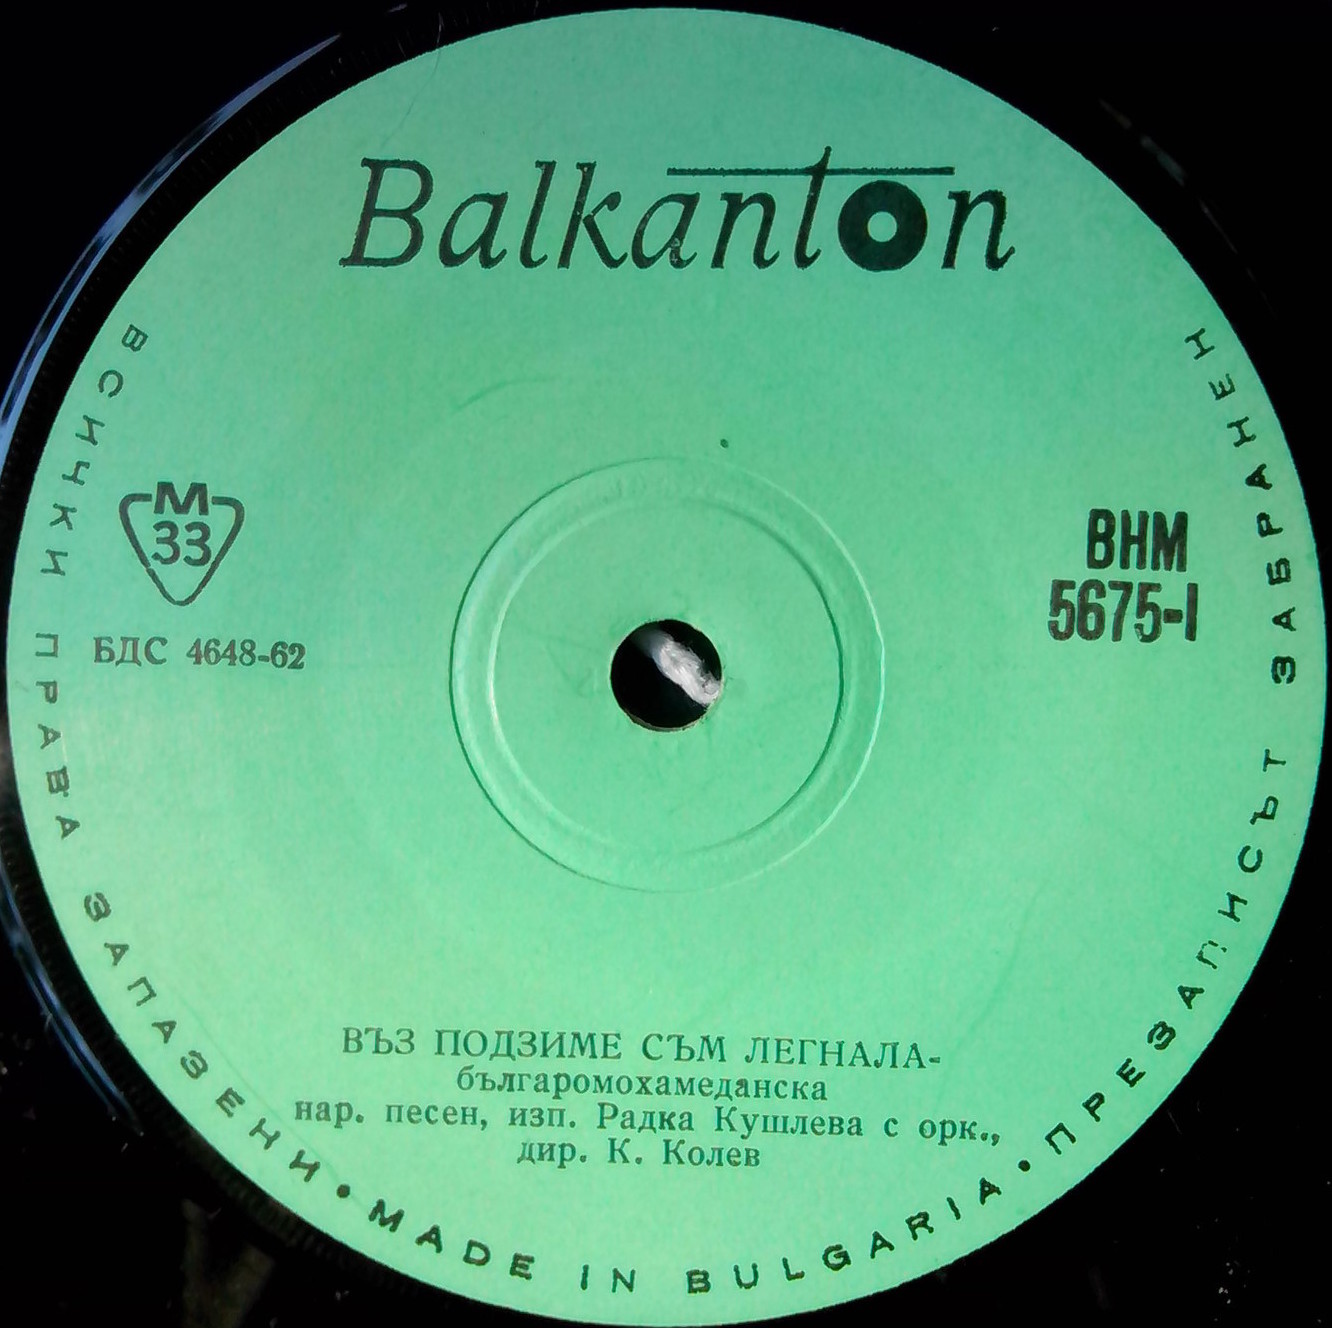 Balkanton
М
33
БДС 4648-62
ВНМ
5675-I
ВЪЗ ПОДЗИМЕ СЪМ ЛЕГНАЛА-
българомохамеданска
нар. песен, изп. Радка Кушлева с орк.,
дир. К. Колев
ВСИЧКИ ПРАВА ЗАПАЗЕНИ • MADE IN BULGARIA • ПРЕЗАПИСЪТ ЗАБРАНЕН